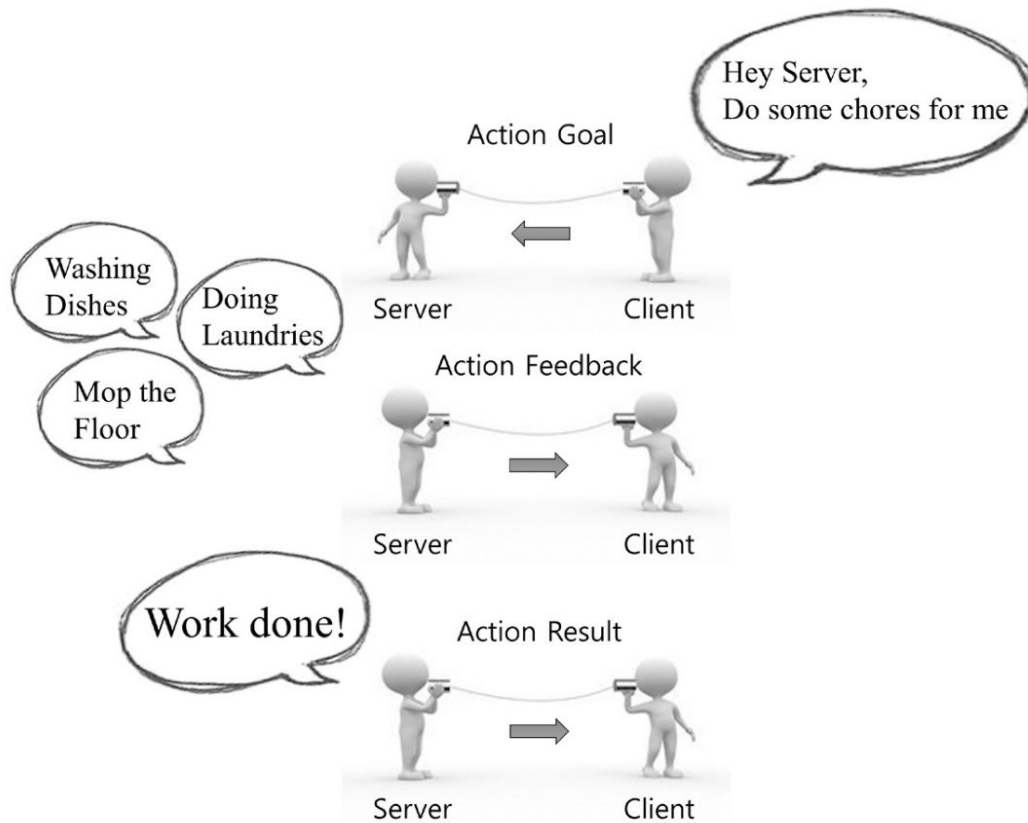 Hey Server,
Do some chores for me
Action Goal
Server
Client
Washing
Dishes
Doing
Laundries
Mop the
Floor
Action Feedback
Server
Client
Work done!
Action Result
Server
Client